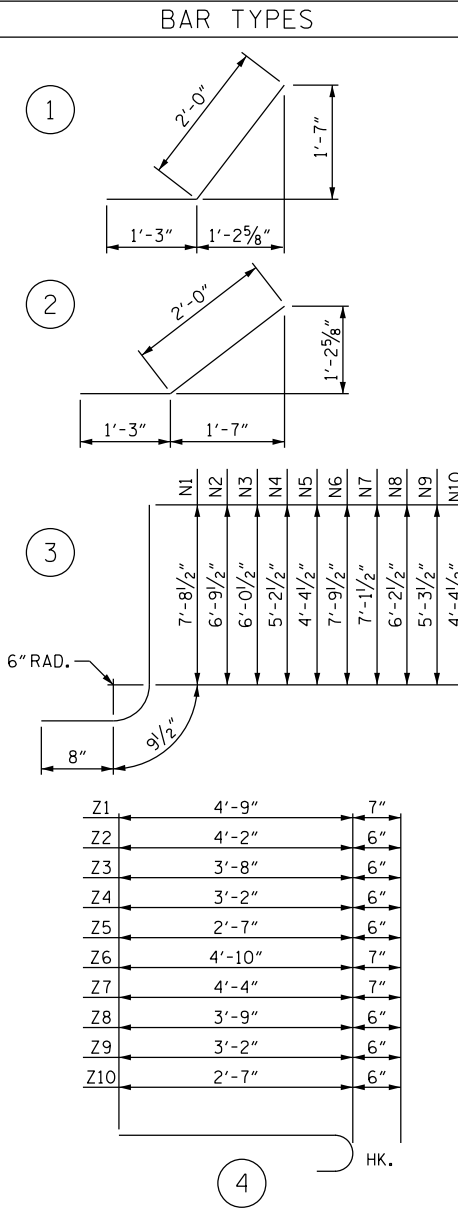 BAR TYPES
1
2'-0"
1'-7"
1'-3"
1'-2⅝"
2
2'-0"
1'-2⅝"
1'-3"
1'-7"
3
N1 N2 N3 N4 N5 N6 N7 N8 N9 N10
7'-8½" 6'-9½" 6'-0½" 5'-2½" 4'-4½" 7'-9½" 7'-1½" 6'-2½" 5'-3½" 4'-4½"
6" RAD.
9½"
8"
Z1 4'-9" 7"
Z2 4'-2" 6"
Z3 3'-8" 6"
Z4 3'-2" 6"
Z5 2'-7" 6"
Z6 4'-10" 7"
Z7 4'-4" 7"
Z8 3'-9" 6"
Z9 3'-2" 6"
Z10 2'-7" 6"
HK.
4